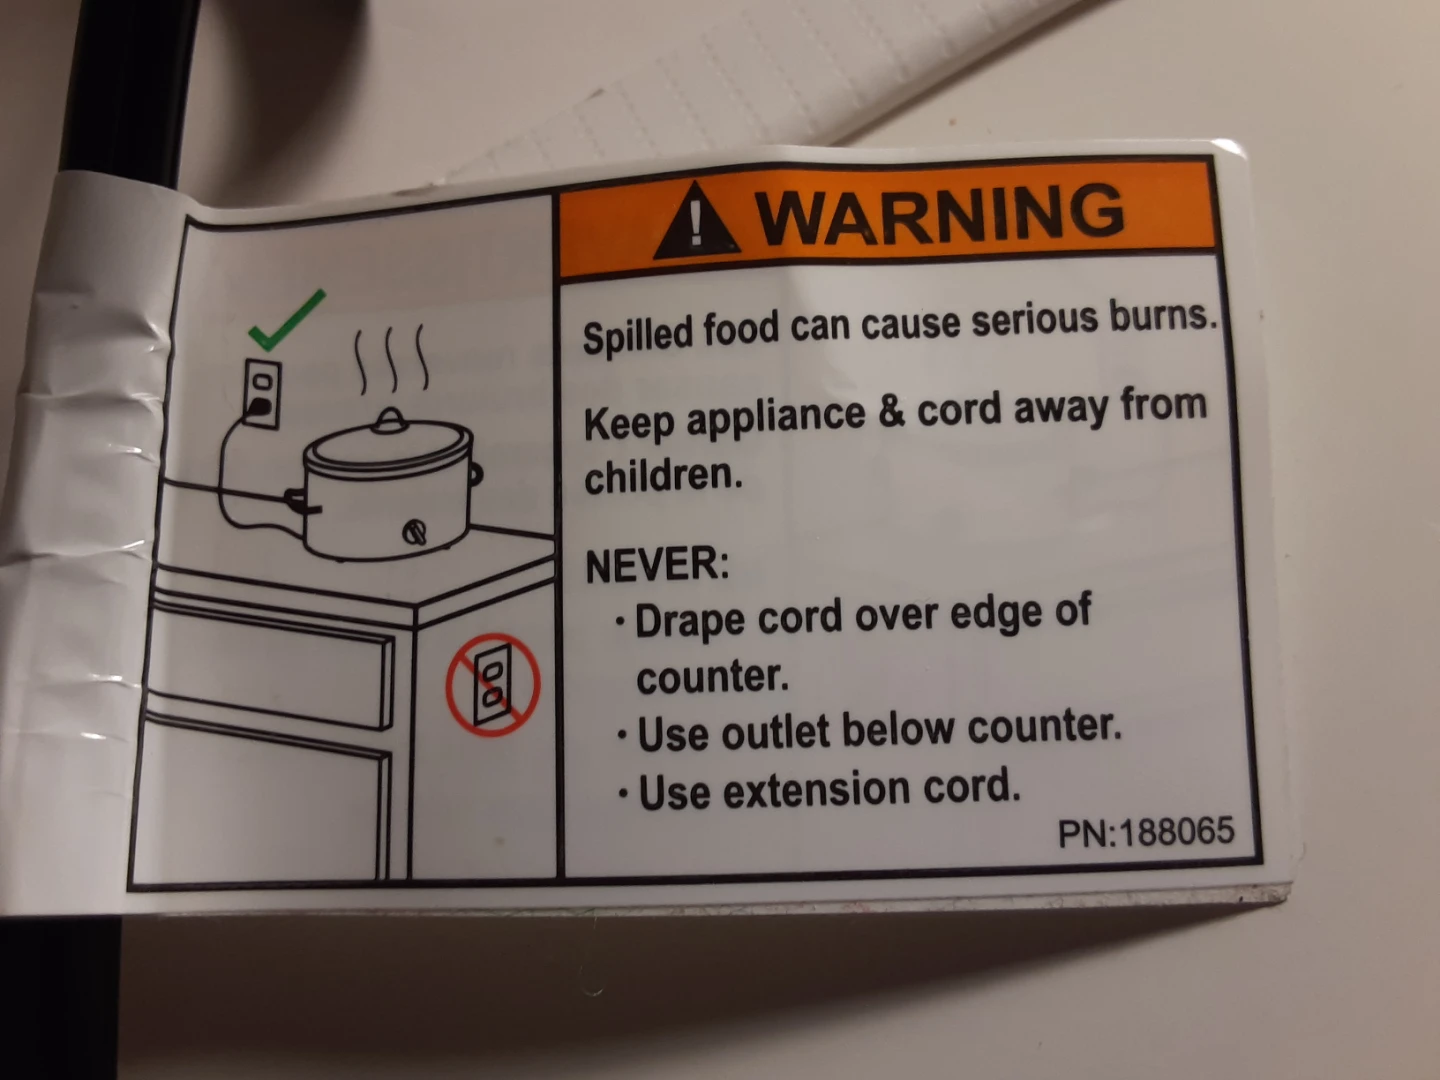 WARNING
Spilled food can cause serious burns.
Keep appliance & cord away from
children.
NEVER:
· Drape cord over edge of
counter.
· Use outlet below counter.
· Use extension cord.
PN:188065